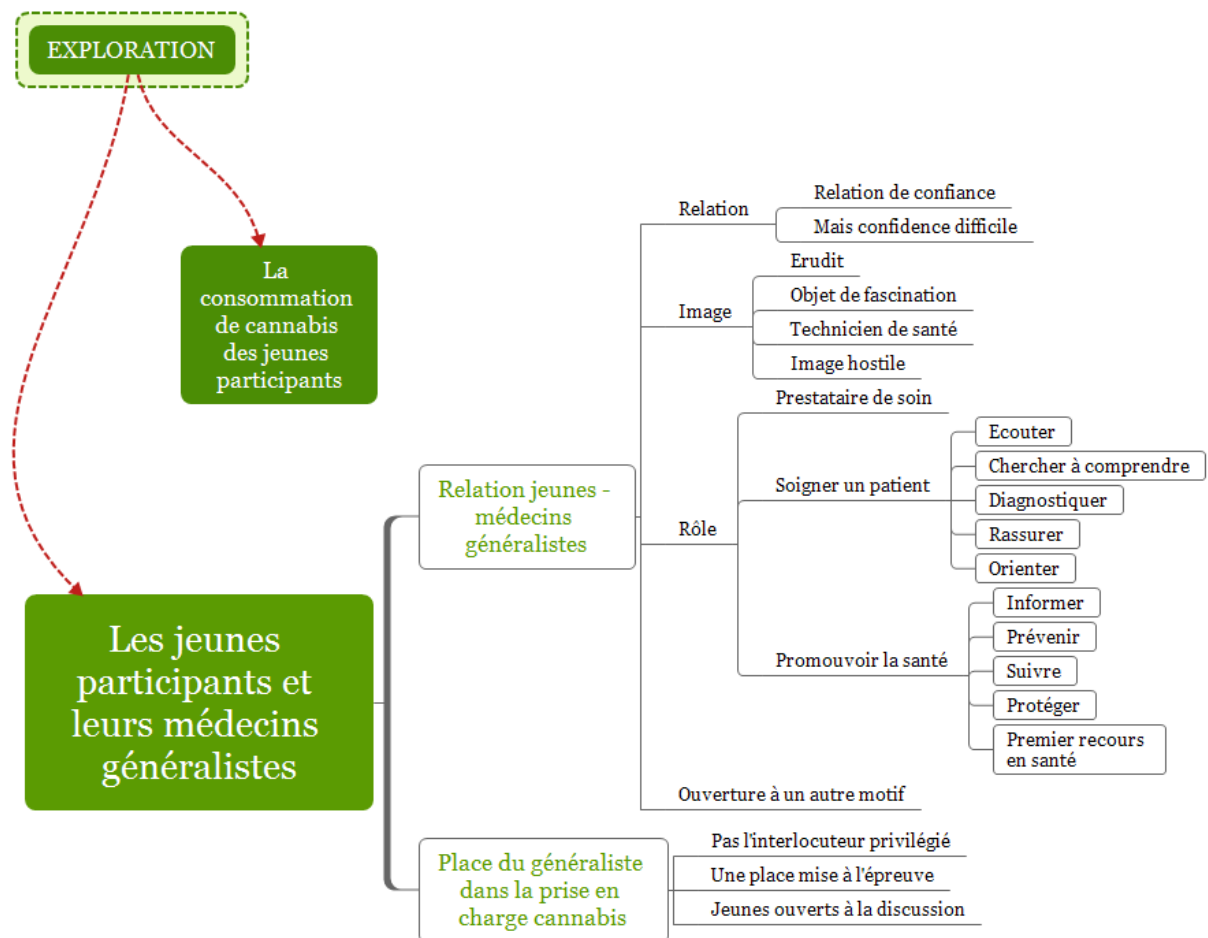 EXPLORATION
La
consommation
de cannabis
des jeunes
participants
Les jeunes
participants et
leurs médecins
généralistes
Relation jeunes -
médecins
généralistes
Relation
Relation de confiance
Mais confidence difficile
Image
Erudit
Objet de fascination
Technicien de santé
Image hostile
Rôle
Prestataire de soin
Soigner un patient
Ecouter
Chercher à comprendre
Diagnostiquer
Rassurer
Orienter
Promouvoir la santé
Informer
Prévenir
Suivre
Protéger
Premier recours
en santé
Ouverture à un autre motif
Place du généraliste
dans la prise en
charge cannabis
Pas l'interlocuteur privilégié
Une place mise à l'épreuve
Jeunes ouverts à la discussion